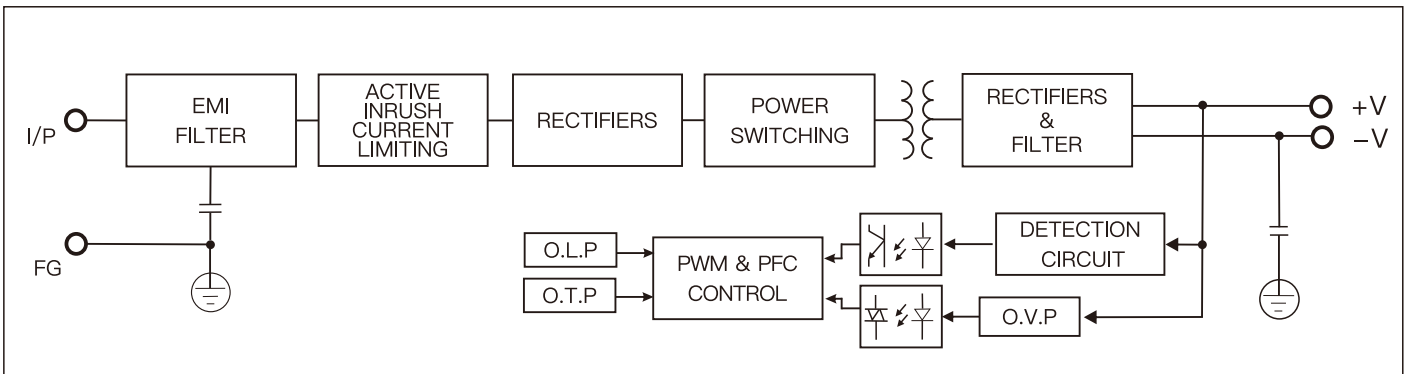 I/P
EMI
FILTER
ACTIVE
INRUSH
CURRENT
LIMITING
RECTIFIERS
POWER
SWITCHING
RECTIFIERS
&
FILTER
+V
−V
FG
O.L.P
O.T.P
PWM & PFC
CONTROL
DETECTION
CIRCUIT
O.V.P